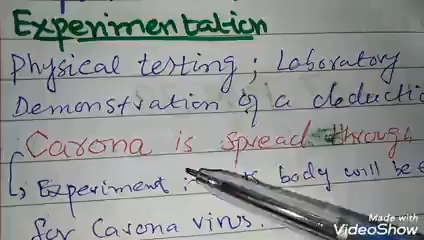 Experimentation
Physical testing; Laboratory
Demonstration of a deducti
Carona is spread through
Experiment body will be
for Carona virus.
Made with
VideoShow